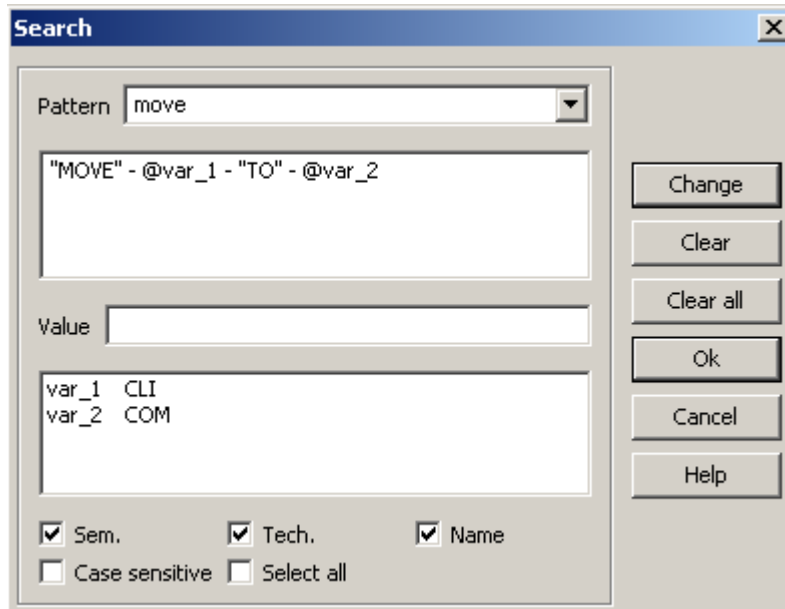 Search
Pattern move
"MOVE" - @var_1 - "TO" - @var_2
Value
var_1 CLI
var_2 COM
Sem. Tech. Name
Case sensitive Select all
Change
Clear
Clear all
Ok
Cancel
Help